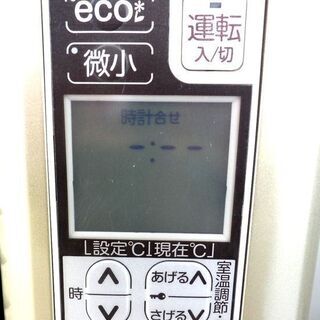 eco
運転
入/切
微小
時計合せ
-:--
設定℃ 現在℃
時
あげる
さげる
室温調節・